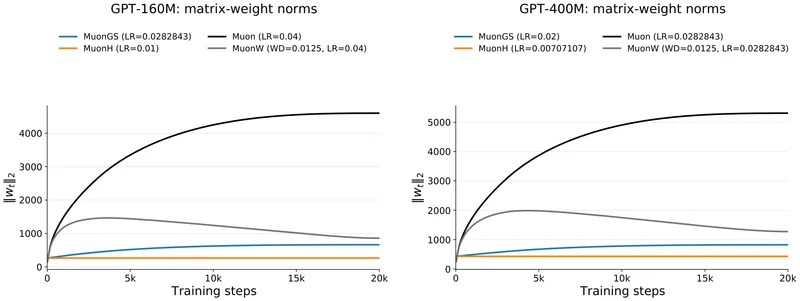 GPT-160M: matrix-weight norms
MuonGS (LR=0.0282843)
Muon (LR=0.04)
MuonH (LR=0.01)
MuonW (WD=0.0125, LR=0.04)
4000
3000
2000
1000
0
‖w_t‖_2
0 5k 10k 15k 20k
Training steps
GPT-400M: matrix-weight norms
MuonGS (LR=0.02)
Muon (LR=0.0282843)
MuonH (LR=0.00707107)
MuonW (WD=0.0125, LR=0.0282843)
5000
4000
3000
2000
1000
0
‖w_t‖_2
0 5k 10k 15k 20k
Training steps